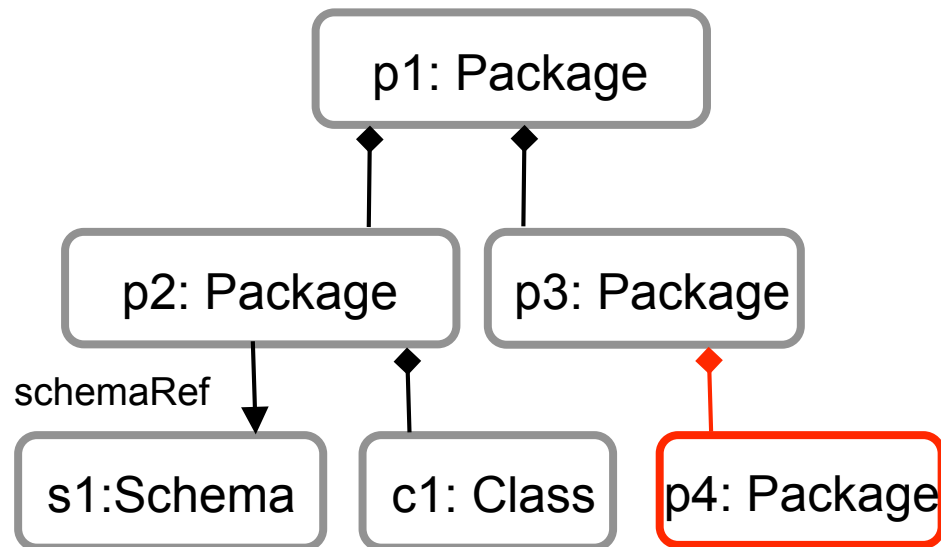 p1: Package
p2: Package
p3: Package
schemaRef
s1:Schema
c1: Class
p4: Package